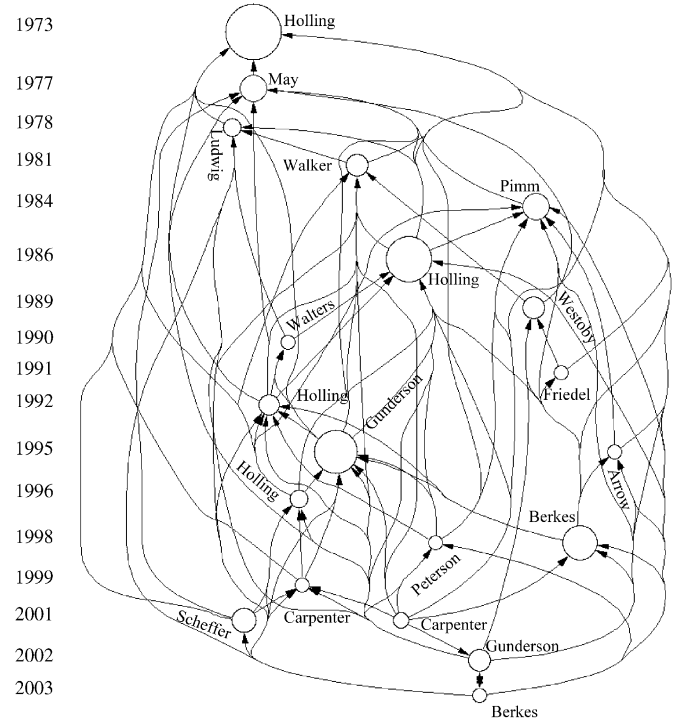 1973
Holling
1977
May
1978
Ludwig
1981
Walker
1984
Pimm
1986
Holling
1989
Westoby
1990
Walters
1991
Friedel
1992
Holling
Gunderson
1995
Arrow
1996
Holling
1998
Berkes
Peterson
1999
Carpenter
2001
Scheffer
Carpenter
2002
Gunderson
2003
Berkes